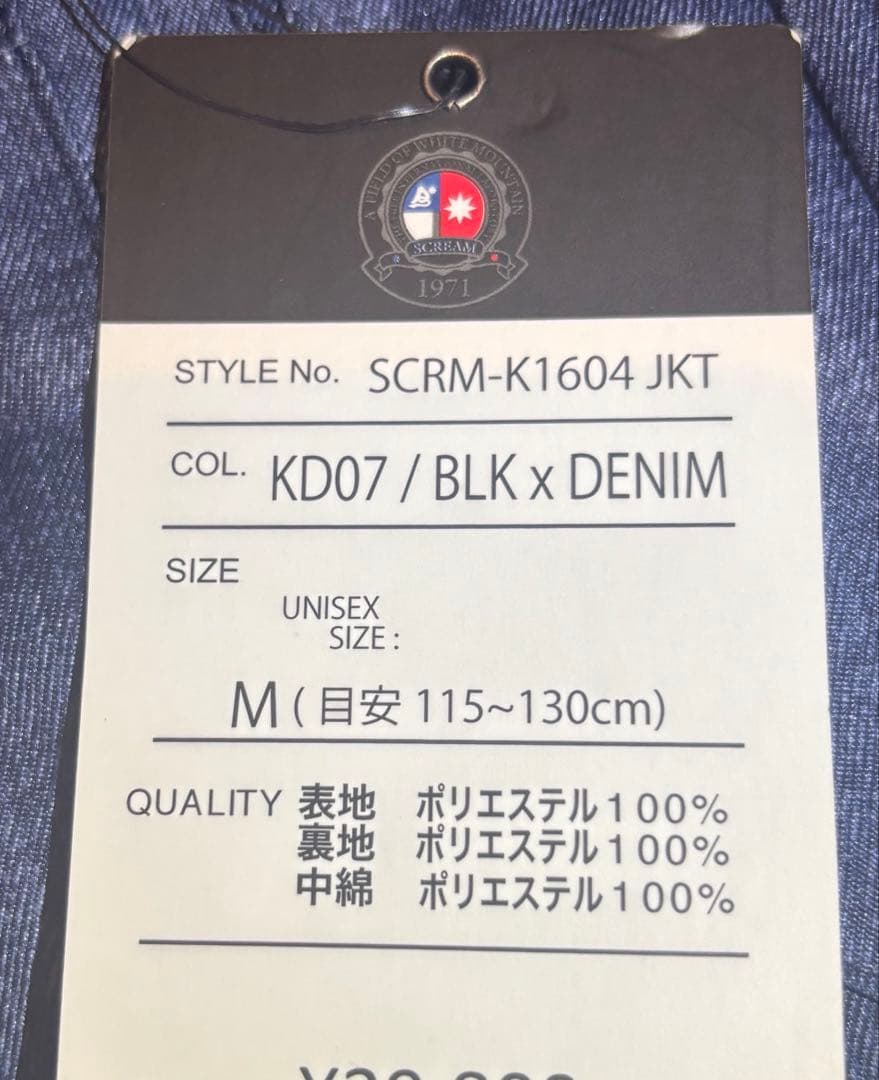 A FIELD OF WHITE MOUNTAIN
SCREAM
1971
STYLE No. SCRM-K1604 JKT
COL. KD07 / BLK x DENIM
SIZE
UNISEX
SIZE :
M ( 目安 115~130cm)
QUALITY 表地 ポリエステル100%
裏地 ポリエステル100%
中綿 ポリエステル100%